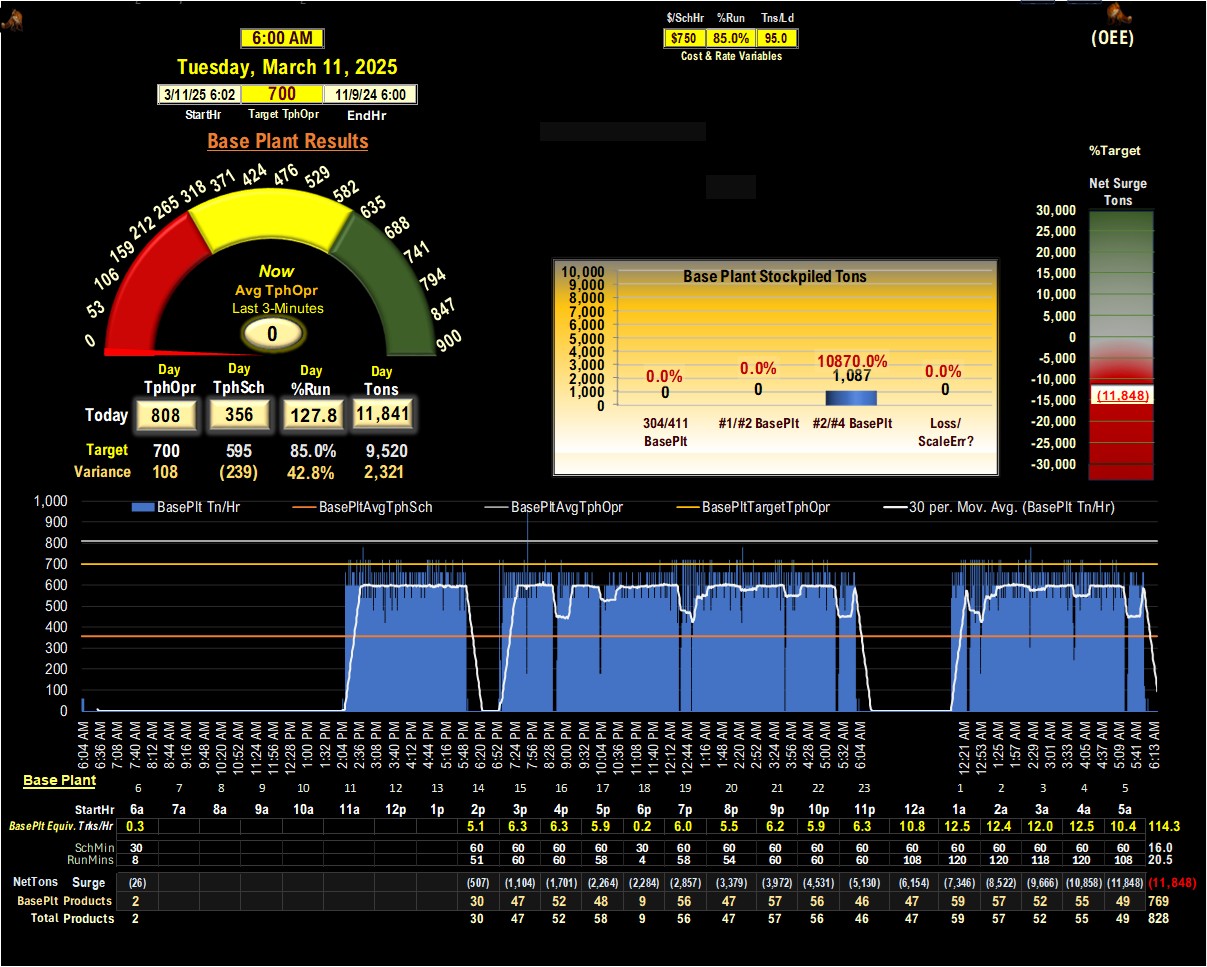 $/SchHr %Run Tns/Ld
$750 85.0% 95.0
Cost & Rate Variables
(OEE)
6:00 AM
Tuesday, March 11, 2025
3/11/25 6:02 700 11/9/24 6:00
StartHr Target TphOpr EndHr
Base Plant Results
0 53 106 159 212 265 318 371 424 476 529 582 635 688 741 794 847 900
Now
Avg TphOpr
Last 3-Minutes
0
Day Day Day Day
TphOpr TphSch %Run Tons
Today 808 356 127.8 11,841
Target 700 595 85.0% 9,520
Variance 108 (239) 42.8% 2,321
Base Plant Stockpiled Tons
10,000
9,000
8,000
7,000
6,000
5,000
4,000
3,000
2,000
1,000
0
0.0% 0.0% 10870.0% 0.0%
0 0 1,087 0
304/411 BasePlt
#1/#2 BasePlt
#2/#4 BasePlt
Loss/ ScaleErr?
%Target
Net Surge
Tons
30,000
25,000
20,000
15,000
10,000
5,000
0
-5,000
-10,000
-15,000
-20,000
-25,000
-30,000
(11,848)
BasePlt Tn/Hr BasePltAvgTphSch BasePltAvgTphOpr BasePltTargetTphOpr 30 per. Mov. Avg. (BasePlt Tn/Hr)
1,000
900
800
700
600
500
400
300
200
100
0
6:04 AM 6:36 AM 7:08 AM 7:40 AM 8:12 AM 8:44 AM 9:16 AM 9:48 AM 10:20 AM 10:52 AM 11:24 AM 11:56 AM 12:28 PM 1:00 PM 1:32 PM 2:04 PM 2:36 PM 3:08 PM 3:40 PM 4:12 PM 4:44 PM 5:16 PM 5:48 PM 6:20 PM 6:52 PM 7:24 PM 7:56 PM 8:28 PM 9:00 PM 9:32 PM 10:04 PM 10:36 PM 11:08 PM 11:40 PM 12:12 AM 12:44 AM 1:16 AM 1:48 AM 2:20 AM 2:52 AM 3:24 AM 3:56 AM 4:28 AM 5:00 AM 5:32 AM 6:04 AM 12:21 AM 12:53 AM 1:25 AM 1:57 AM 2:29 AM 3:01 AM 3:33 AM 4:05 AM 4:37 AM 5:09 AM 5:41 AM 6:13 AM
Base Plant
6 7 8 9 10 11 12 13 14 15 16 17 18 19 20 21 22 23 1 2 3 4 5
StartHr 6a 7a 8a 9a 10a 11a 12p 1p 2p 3p 4p 5p 6p 7p 8p 9p 10p 11p 12a 1a 2a 3a 4a 5a
BasePlt Equiv. Trks/Hr 0.3 5.1 6.3 6.3 5.9 0.2 6.0 5.5 6.2 5.9 6.3 10.8 12.5 12.4 12.0 12.5 10.4 114.3
SchMin 30 60 60 60 60 30 60 60 60 60 60 60 60 60 60 60 60 16.0
RunMins 8 51 60 60 58 4 58 54 60 60 60 108 120 120 118 120 108 20.5
NetTons Surge (26) (507) (1,104) (1,701) (2,264) (2,284) (2,857) (3,379) (3,972) (4,531) (5,130) (6,154) (7,346) (8,522) (9,666) (10,858) (11,848) (11,848)
BasePlt Products 2 30 47 52 48 9 56 47 57 56 46 47 59 57 52 55 49 769
Total Products 2 30 47 52 58 9 56 47 57 56 46 47 59 57 52 55 49 828